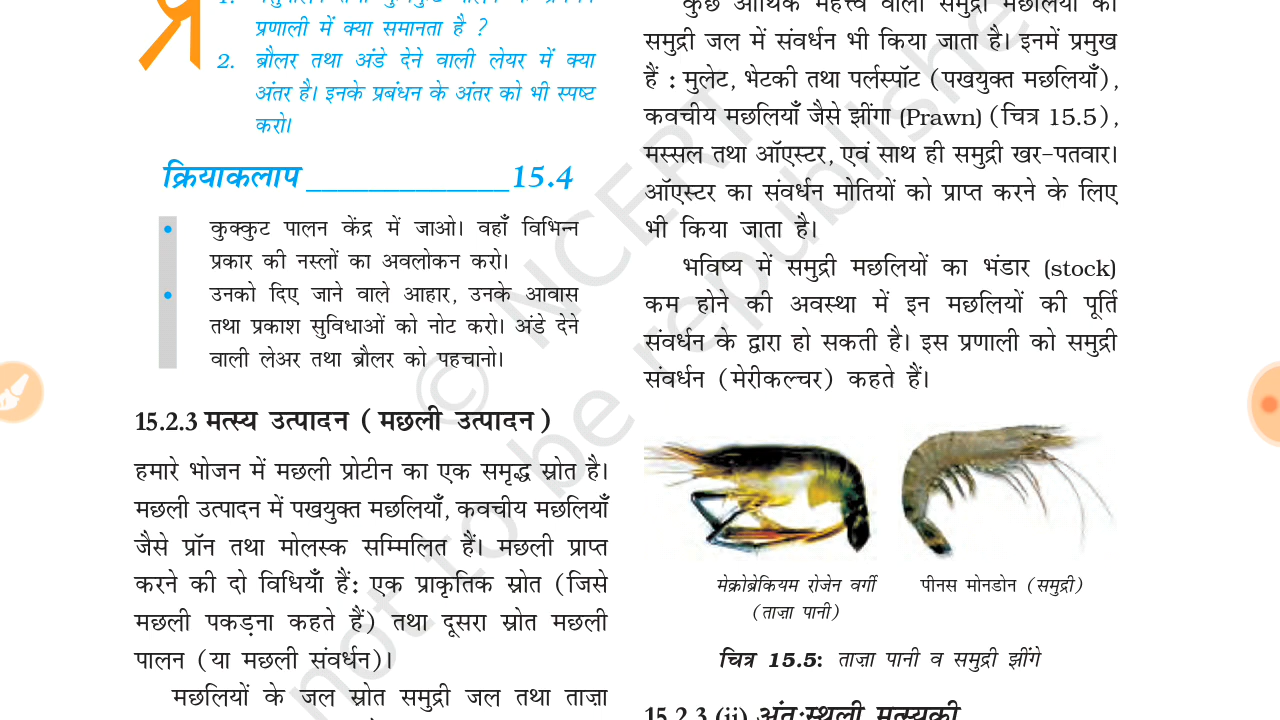 प्र
प्रणाली में क्या समानता है ?
2. ब्रौलर तथा अंडे देने वाली लेयर में क्या
अंतर है। इनके प्रबंधन के अंतर को भी स्पष्ट
करो।
क्रियाकलाप _____________ 15.4
• कुक्कुट पालन केंद्र में जाओ। वहाँ विभिन्न
प्रकार की नस्लों का अवलोकन करो।
• उनको दिए जाने वाले आहार, उनके आवास
तथा प्रकाश सुविधाओं को नोट करो। अंडे देने
वाली लेअर तथा ब्रौलर को पहचानो।
15.2.3 मत्स्य उत्पादन (मछली उत्पादन)
हमारे भोजन में मछली प्रोटीन का एक समृद्ध स्रोत है।
मछली उत्पादन में पखयुक्त मछलियाँ, कवचीय मछलियाँ
जैसे प्रॉन तथा मोलस्क सम्मिलित हैं। मछली प्राप्त
करने की दो विधियाँ हैं: एक प्राकृतिक स्रोत (जिसे
मछली पकड़ना कहते हैं) तथा दूसरा स्रोत मछली
पालन (या मछली संवर्धन)।
मछलियों के जल स्रोत समुद्री जल तथा ताज़ा
कुछ आर्थिक महत्त्व वाली समुद्री मछलियों का
समुद्री जल में संवर्धन भी किया जाता है। इनमें प्रमुख
हैं : मुलेट, भेटकी तथा पर्लस्पॉट (पखयुक्त मछलियाँ),
कवचीय मछलियाँ जैसे झींगा (Prawn) (चित्र 15.5),
मस्सल तथा ऑएस्टर, एवं साथ ही समुद्री खर-पतवार।
ऑएस्टर का संवर्धन मोतियों को प्राप्त करने के लिए
भी किया जाता है।
भविष्य में समुद्री मछलियों का भंडार (stock)
कम होने की अवस्था में इन मछलियों की पूर्ति
संवर्धन के द्वारा हो सकती है। इस प्रणाली को समुद्री
संवर्धन (मेरीकल्चर) कहते हैं।
मेक्रोब्रेकियम रोजेन वर्गी
(ताज़ा पानी)
पीनस मोनडोन (समुद्री)
चित्र 15.5: ताज़ा पानी व समुद्री झींगे
15.2.3 (ii) अंतःस्थली मत्स्यकी
© NCERT
not to be republishe